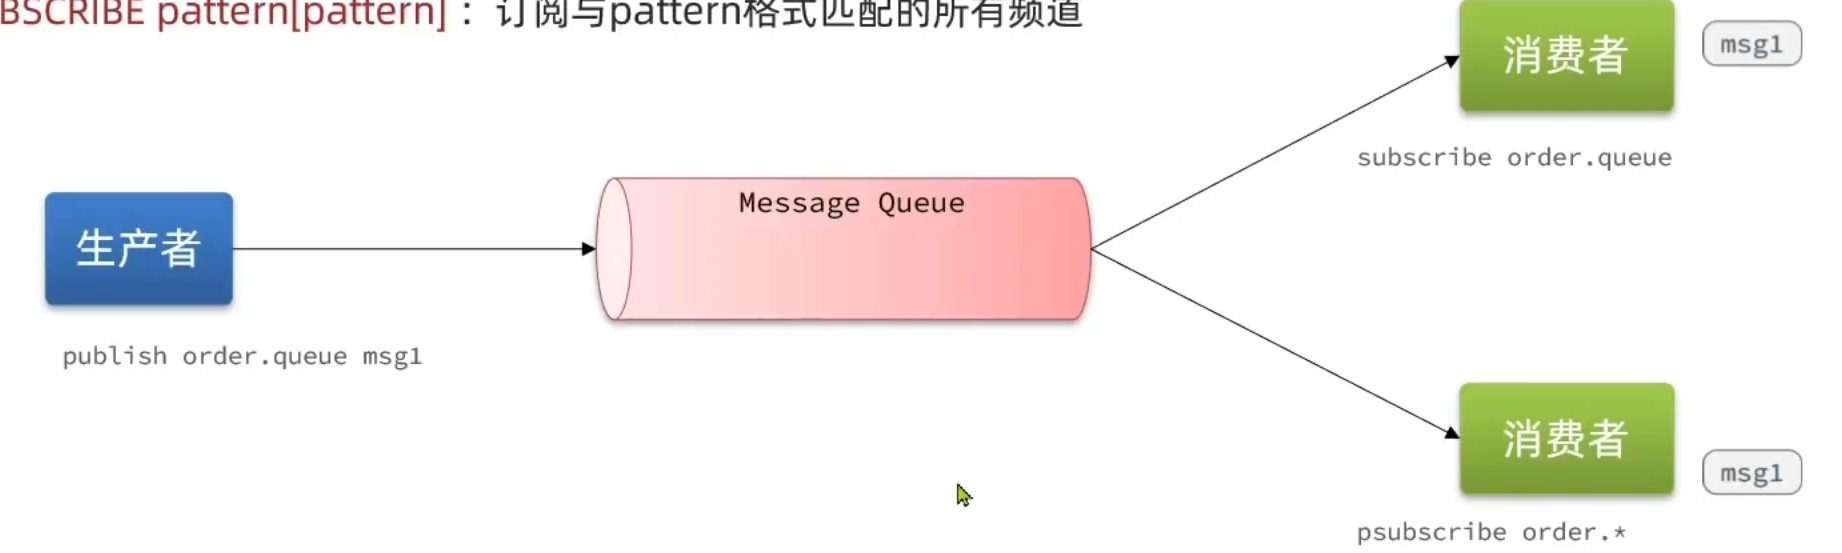 BSCRIBE pattern[pattern] ：订阅与pattern格式匹配的所有频道
消费者
msg1
subscribe order.queue
Message Queue
生产者
publish order.queue msg1
消费者
msg1
psubscribe order.*